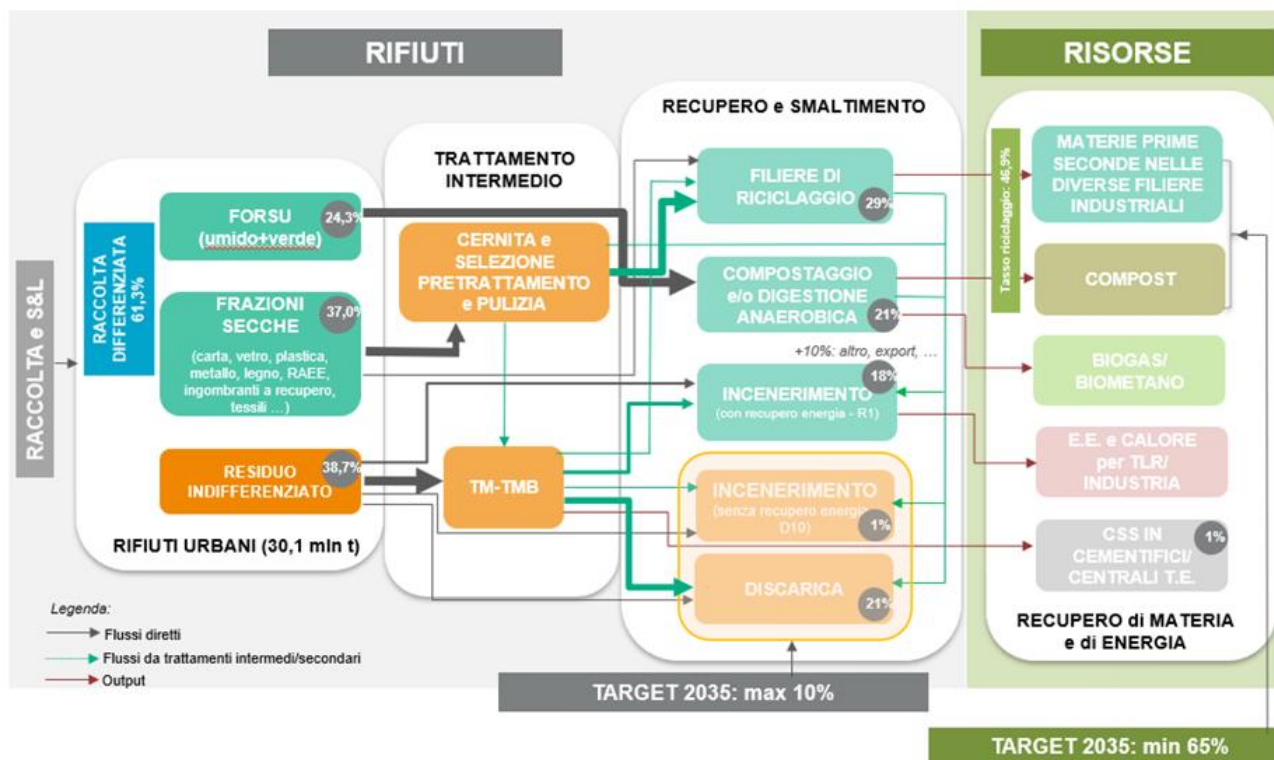 RIFIUTI
RISORSE
RACCOLTA e S&L
RACCOLTA
DIFFERENZIATA
61,3%
FORSU
(umido+verde)
24,3%
FRAZIONI
SECCHE
37,0%
(carta, vetro, plastica,
metallo, legno, RAEE,
ingombranti a recupero,
tessili ...)
RESIDUO
INDIFFERENZIATO
38,7%
RIFIUTI URBANI (30,1 mln t)
TRATTAMENTO
INTERMEDIO
CERNITA e
SELEZIONE
PRETRATTAMENTO
e PULIZIA
TM-TMB
RECUPERO e SMALTIMENTO
FILIERE DI
RICICLAGGIO
29%
COMPOSTAGGIO
e/o DIGESTIONE
ANAEROBICA
21%
+10%: altro, export, ...
18%
INCENERIMENTO
(con recupero energia - R1)
INCENERIMENTO
(senza recupero energia
D10)
1%
DISCARICA
21%
Tasso riciclaggio: 46,9%
MATERIE PRIME
SECONDE NELLE
DIVERSE FILIERE
INDUSTRIALI
COMPOST
BIOGAS/
BIOMETANO
E.E. e CALORE
per TLR/
INDUSTRIA
CSS IN
CEMENTIFICI/
CENTRALI T.E.
1%
RECUPERO di MATERIA
e di ENERGIA
Legenda:
Flussi diretti
Flussi da trattamenti intermedi/secondari
Output
TARGET 2035: max 10%
TARGET 2035: min 65%